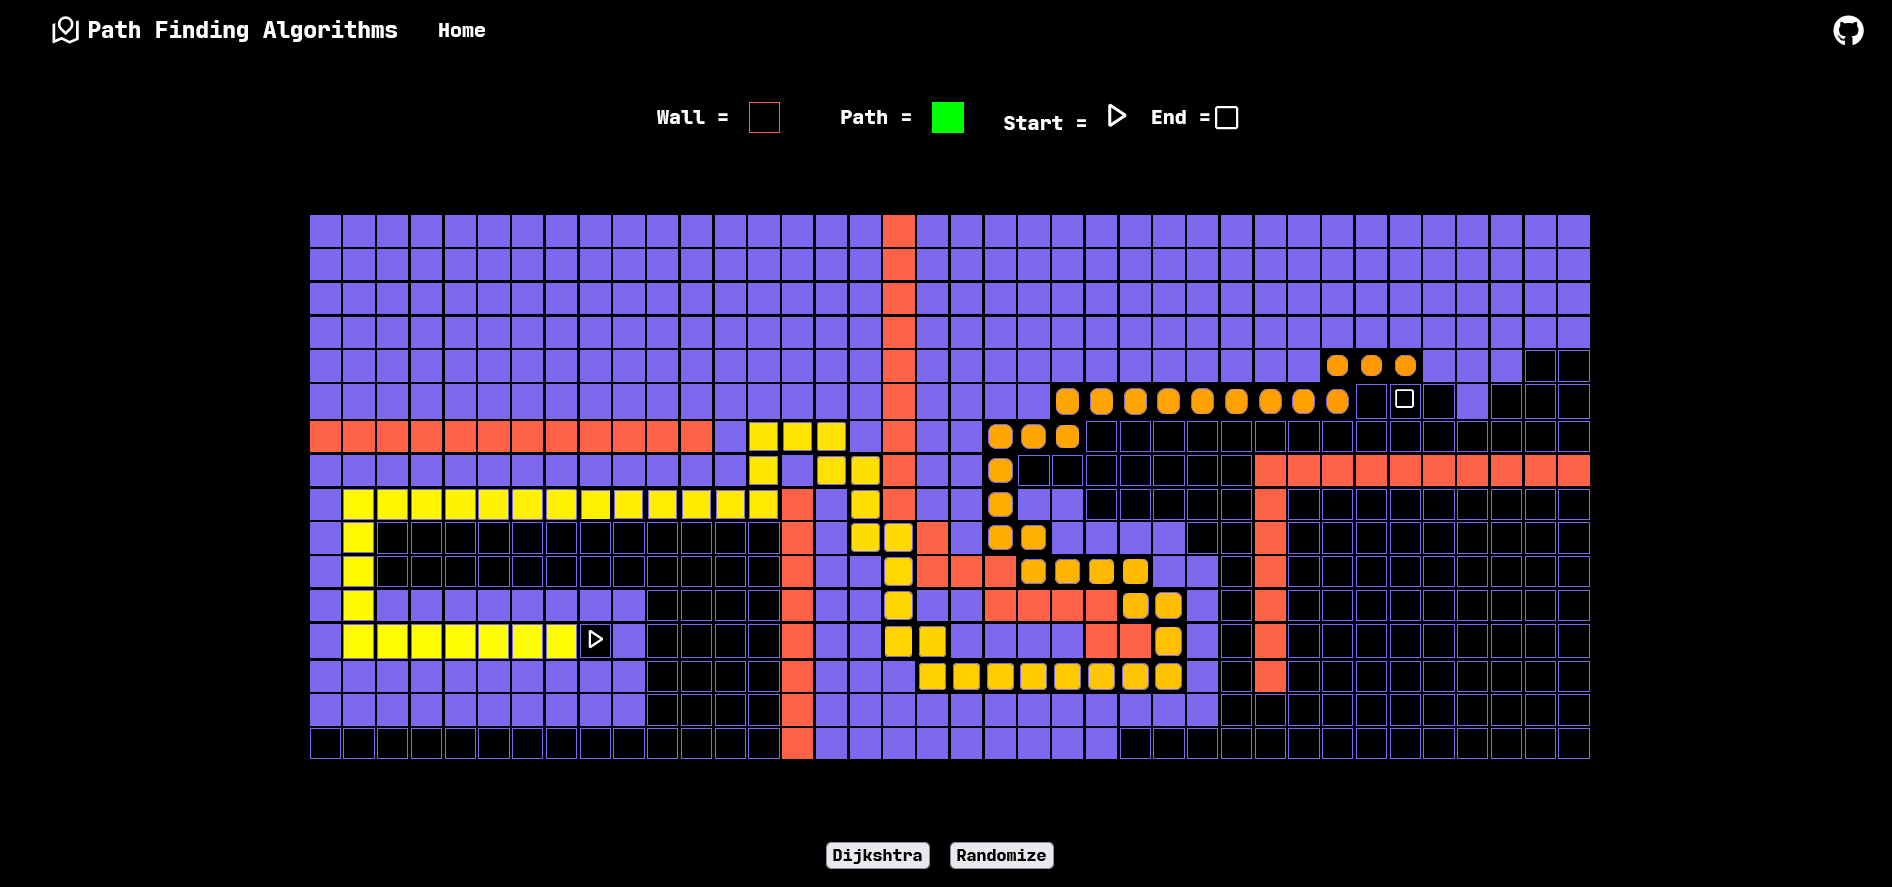 Path Finding Algorithms Home
Wall = Path = Start = End =
Dijkshtra Randomize